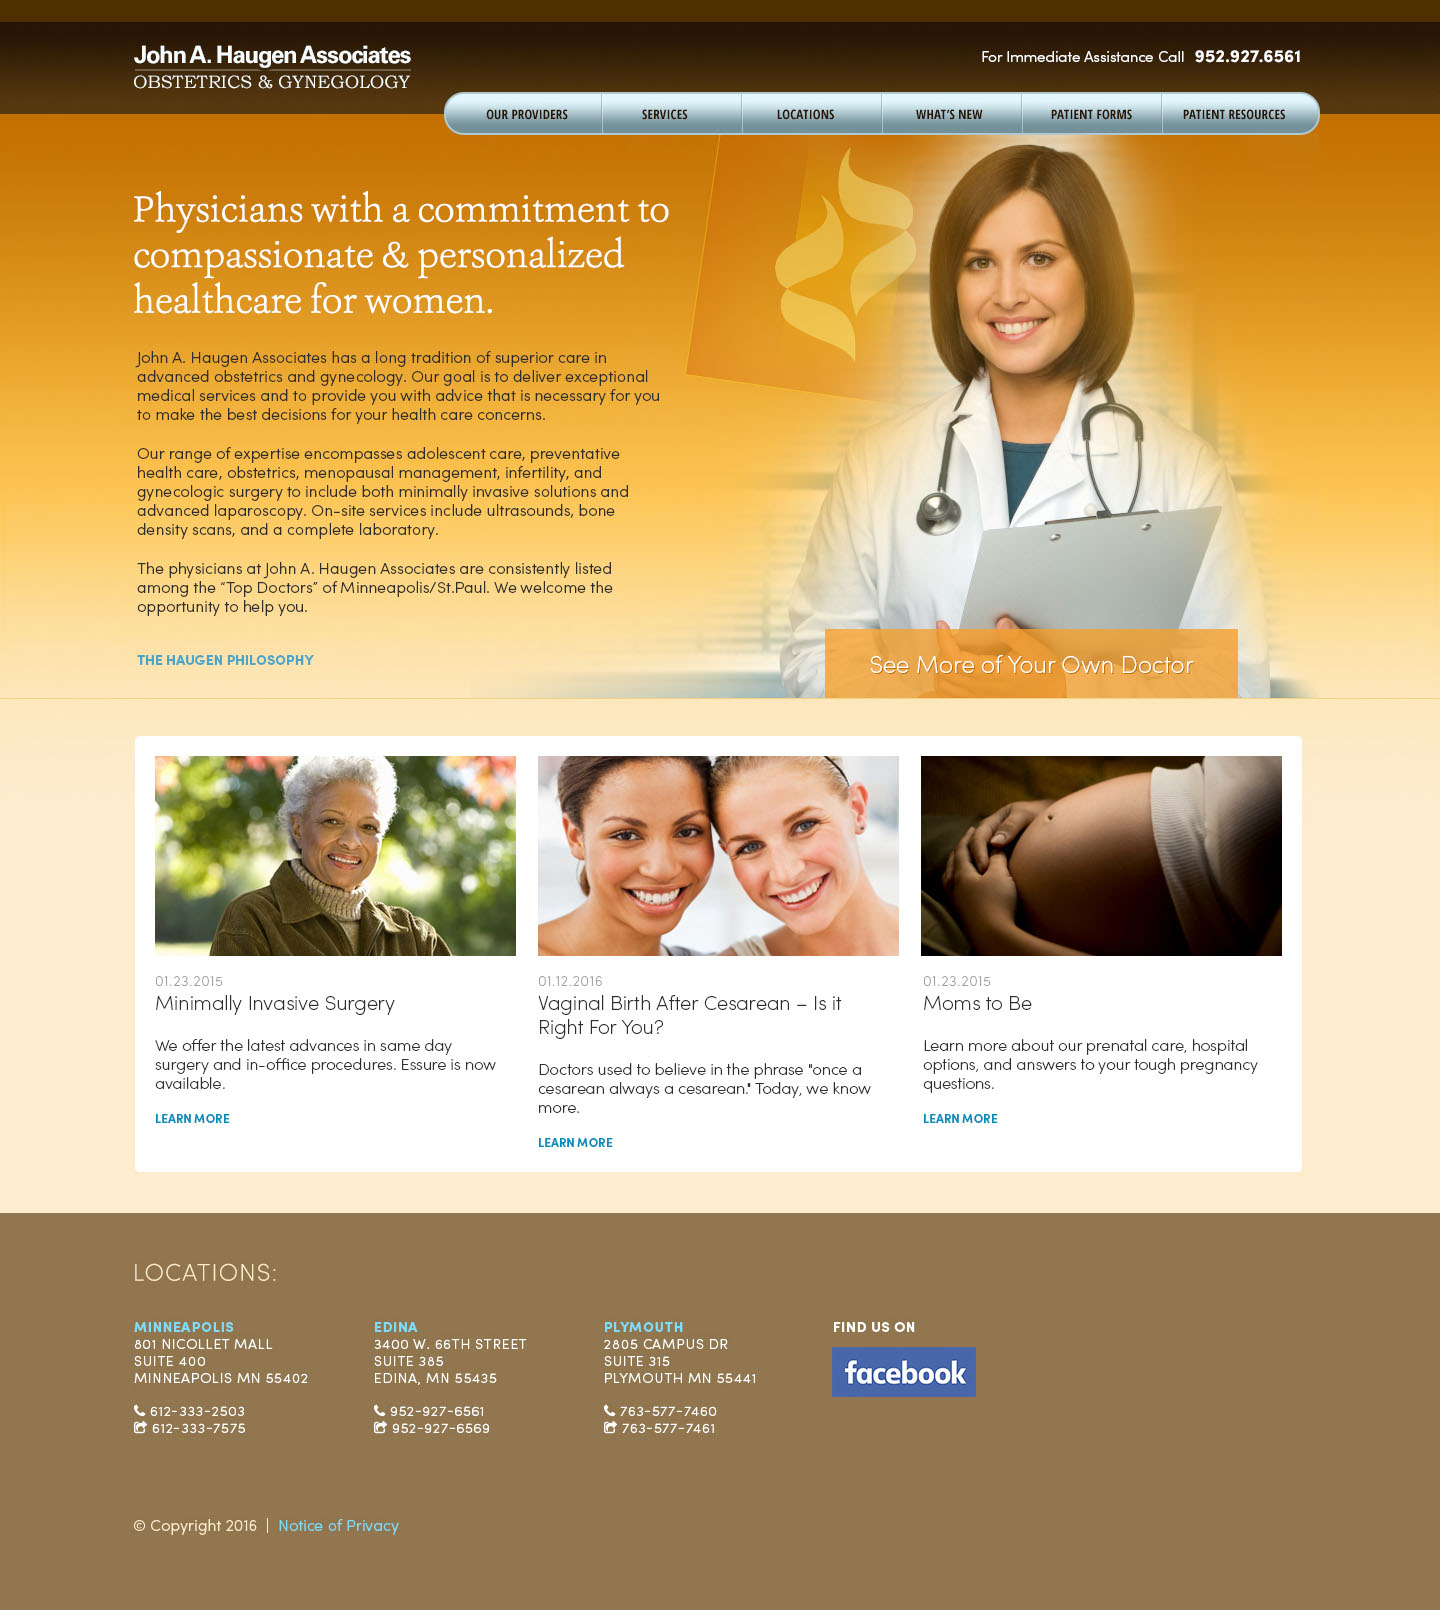 John A. Haugen Associates
OBSTETRICS & GYNEGOLOGY
For Immediate Assistance Call 952.927.6561
OUR PROVIDERS
SERVICES
LOCATIONS
WHAT'S NEW
PATIENT FORMS
PATIENT RESOURCES
Physicians with a commitment to
compassionate & personalized
healthcare for women.
John A. Haugen Associates has a long tradition of superior care in
advanced obstetrics and gynecology. Our goal is to deliver exceptional
medical services and to provide you with advice that is necessary for you
to make the best decisions for your health care concerns.
Our range of expertise encompasses adolescent care, preventative
health care, obstetrics, menopausal management, infertility, and
gynecologic surgery to include both minimally invasive solutions and
advanced laparoscopy. On-site services include ultrasounds, bone
density scans, and a complete laboratory.
The physicians at John A. Haugen Associates are consistently listed
among the “Top Doctors” of Minneapolis/St.Paul. We welcome the
opportunity to help you.
THE HAUGEN PHILOSOPHY
See More of Your Own Doctor
01.23.2015
Minimally Invasive Surgery
We offer the latest advances in same day
surgery and in-office procedures. Essure is now
available.
LEARN MORE
01.12.2016
Vaginal Birth After Cesarean – Is it
Right For You?
Doctors used to believe in the phrase "once a
cesarean always a cesarean." Today, we know
more.
LEARN MORE
01.23.2015
Moms to Be
Learn more about our prenatal care, hospital
options, and answers to your tough pregnancy
questions.
LEARN MORE
LOCATIONS:
MINNEAPOLIS
801 NICOLLET MALL
SUITE 400
MINNEAPOLIS MN 55402
612-333-2503
612-333-7575
EDINA
3400 W. 66TH STREET
SUITE 385
EDINA, MN 55435
952-927-6561
952-927-6569
PLYMOUTH
2805 CAMPUS DR
SUITE 315
PLYMOUTH MN 55441
763-577-7460
763-577-7461
FIND US ON
facebook
© Copyright 2016 | Notice of Privacy